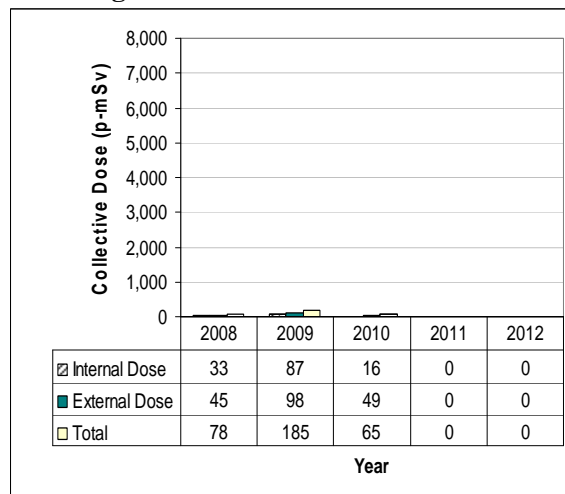 8,000
7,000
6,000
5,000
4,000
3,000
2,000
1,000
0
Collective Dose (p-mSv)
2008 2009 2010 2011 2012
Internal Dose 33 87 16 0 0
External Dose 45 98 49 0 0
Total 78 185 65 0 0
Year